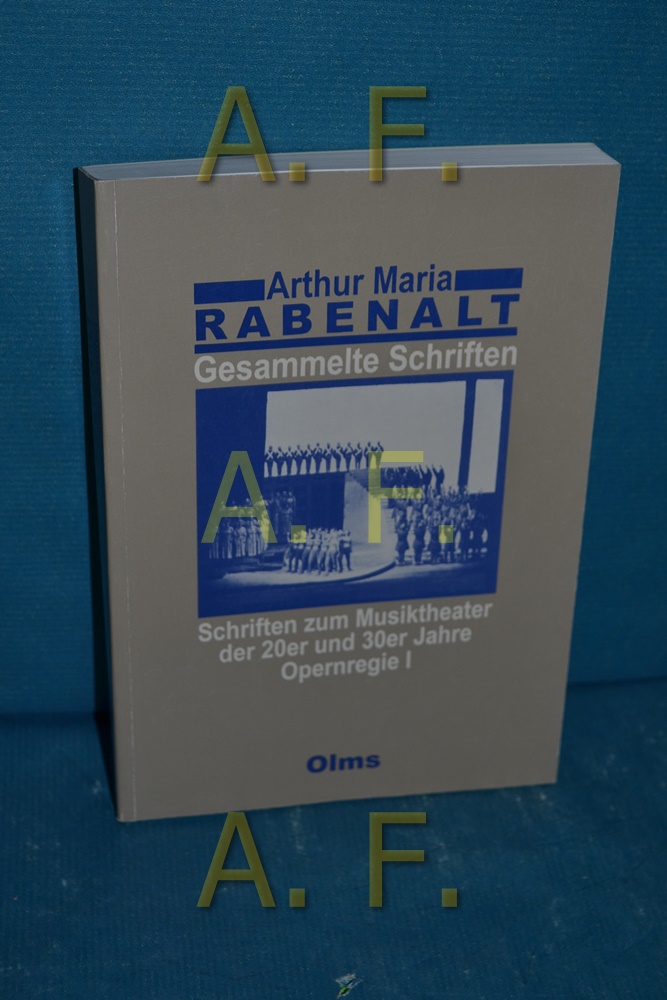 A. F.
Arthur Maria
RABENALT
Gesammelte Schriften
A. F.
Schriften zum Musiktheater
der 20er und 30er Jahre
Opernregie I
Olms
A. F.